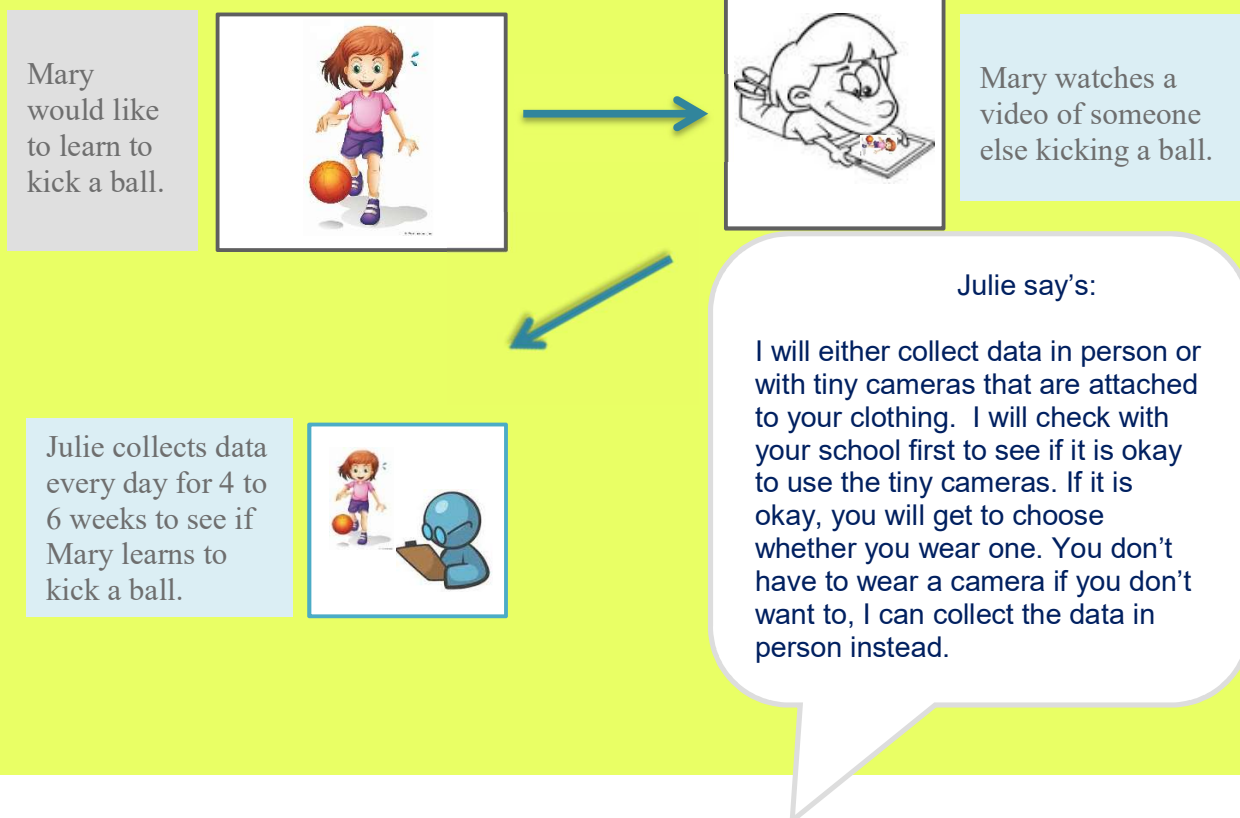 Mary
would like
to learn to
kick a ball.
Mary watches a
video of someone
else kicking a ball.
Julie say's:
I will either collect data in person or
with tiny cameras that are attached
to your clothing.  I will check with
your school first to see if it is okay
to use the tiny cameras. If it is
okay, you will get to choose
whether you wear one. You don’t
have to wear a camera if you don’t
want to, I can collect the data in
person instead.
Julie collects data
every day for 4 to
6 weeks to see if
Mary learns to
kick a ball.